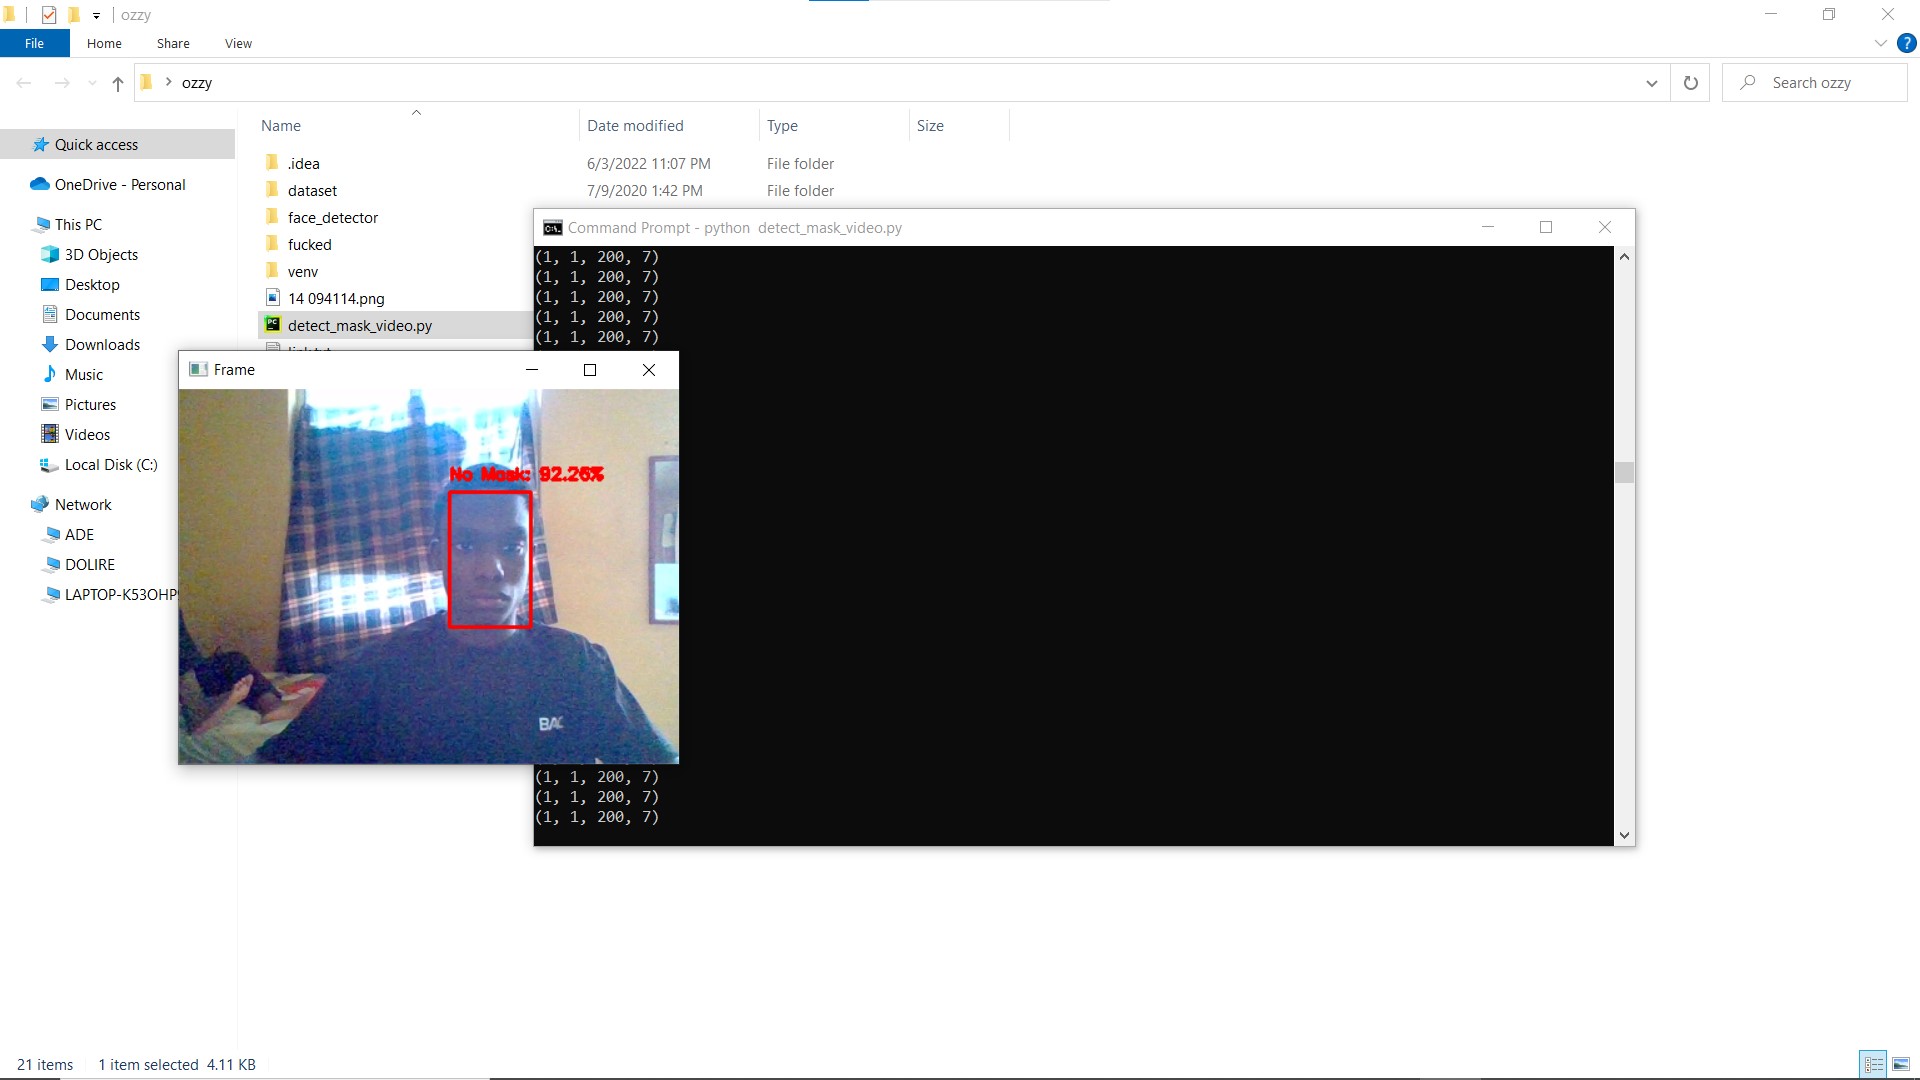 ozzy
File Home Share View
ozzy
Search ozzy
Name Date modified Type Size
Quick access
OneDrive - Personal
This PC
3D Objects
Desktop
Documents
Downloads
Music
Pictures
Videos
Local Disk (C:)
Network
ADE
DOLIRE
.idea 6/3/2022 11:07 PM File folder
dataset 7/9/2020 1:42 PM File folder
face_detector
fucked
venv
14 094114.png
detect_mask_video.py
Command Prompt - python detect_mask_video.py
(1, 1, 200, 7)
(1, 1, 200, 7)
(1, 1, 200, 7)
(1, 1, 200, 7)
(1, 1, 200, 7)
Frame
No Mask:
BAC
(1, 1, 200, 7)
(1, 1, 200, 7)
(1, 1, 200, 7)
21 items 1 item selected 4.11 KB